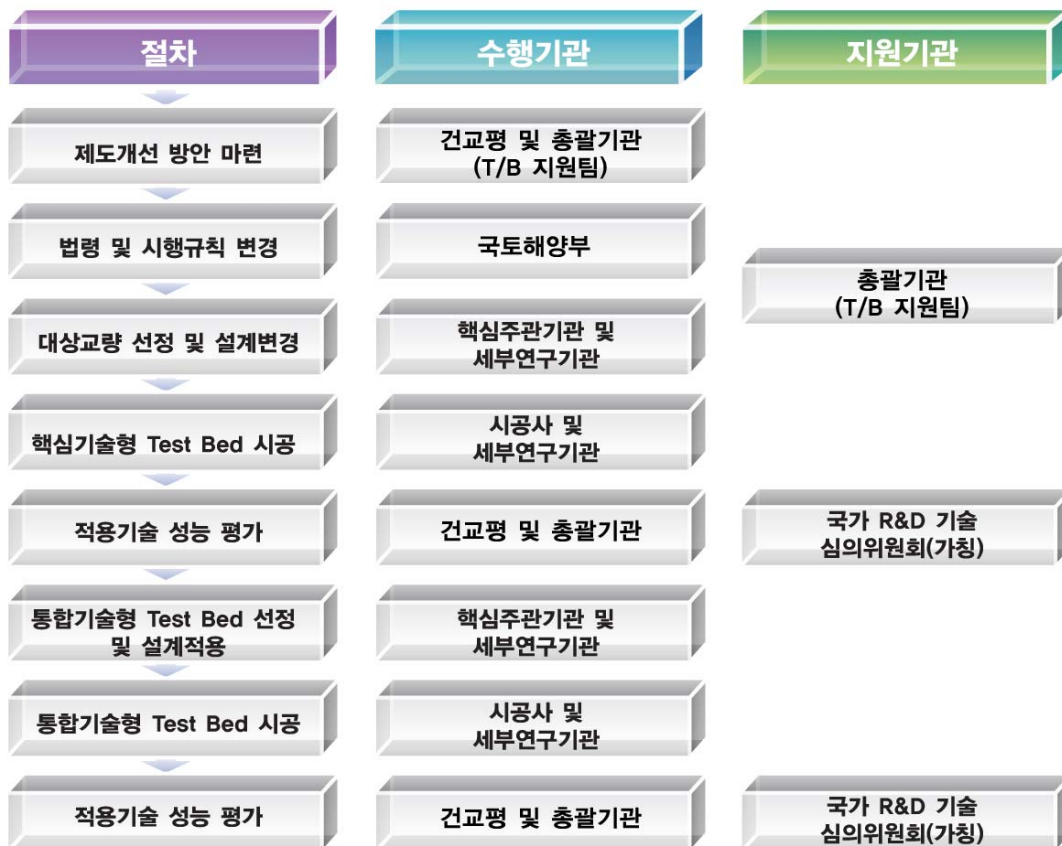 절차
수행기관
지원기관
제도개선 방안 마련
건교평 및 총괄기관
(T/B 지원팀)
법령 및 시행규칙 변경
국토해양부
총괄기관
(T/B 지원팀)
대상교량 선정 및 설계변경
핵심주관기관 및
세부연구기관
핵심기술형 Test Bed 시공
시공사 및
세부연구기관
적용기술 성능 평가
건교평 및 총괄기관
국가 R&D 기술
심의위원회(가칭)
통합기술형 Test Bed 선정
및 설계적용
핵심주관기관 및
세부연구기관
통합기술형 Test Bed 시공
시공사 및
세부연구기관
적용기술 성능 평가
건교평 및 총괄기관
국가 R&D 기술
심의위원회(가칭)